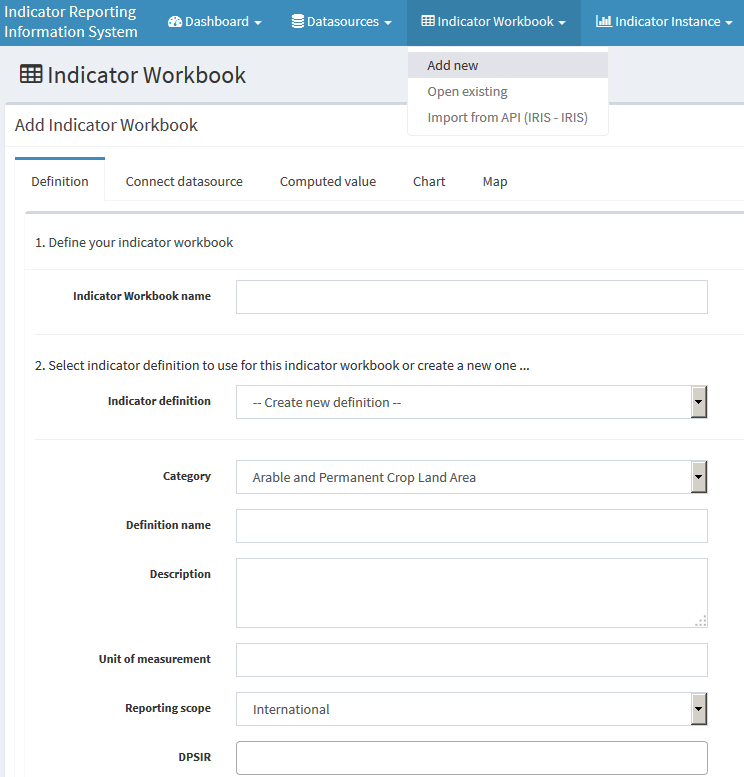 Indicator Reporting
Information System
Dashboard
Datasources
Indicator Workbook
Indicator Instance
Add new
Open existing
Import from API (IRIS - IRIS)
Indicator Workbook
Add Indicator Workbook
Definition
Connect datasource
Computed value
Chart
Map
1. Define your indicator workbook
Indicator Workbook name
2. Select indicator definition to use for this indicator workbook or create a new one ...
Indicator definition
-- Create new definition --
Category
Arable and Permanent Crop Land Area
Definition name
Description
Unit of measurement
Reporting scope
International
DPSIR